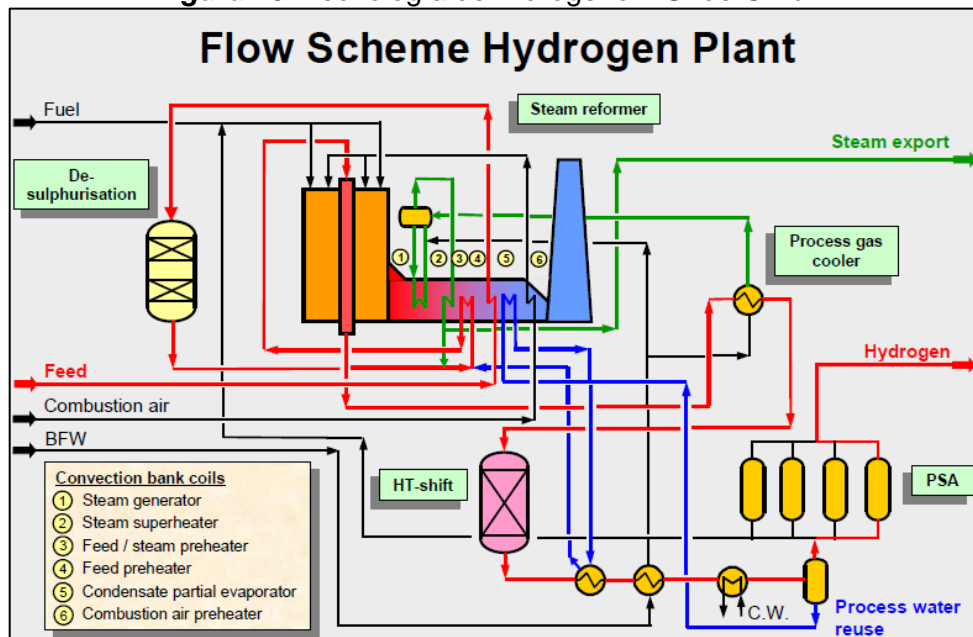 Flow Scheme Hydrogen Plant
Fuel
Steam reformer
Steam export
De-
sulphurisation
Process gas
cooler
1
2
3
4
5
6
Feed
Hydrogen
Combustion air
BFW
Convection bank coils
1 Steam generator
2 Steam superheater
3 Feed / steam preheater
4 Feed preheater
5 Condensate partial evaporator
6 Combustion air preheater
HT-shift
PSA
C.W.
Process water
reuse